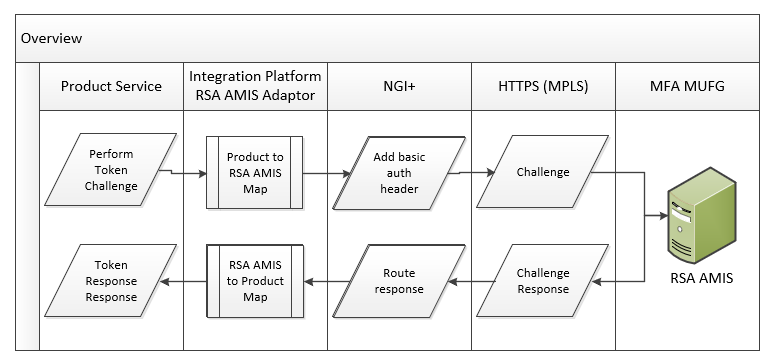 Overview
Product Service
Integration Platform
RSA AMIS Adaptor
NGI+
HTTPS (MPLS)
MFA MUFG
Perform
Token
Challenge
Product to
RSA AMIS
Map
Add basic
auth
header
Challenge
RSA AMIS
Token
Response
Response
RSA AMIS
to Product
Map
Route
response
Challenge
Response